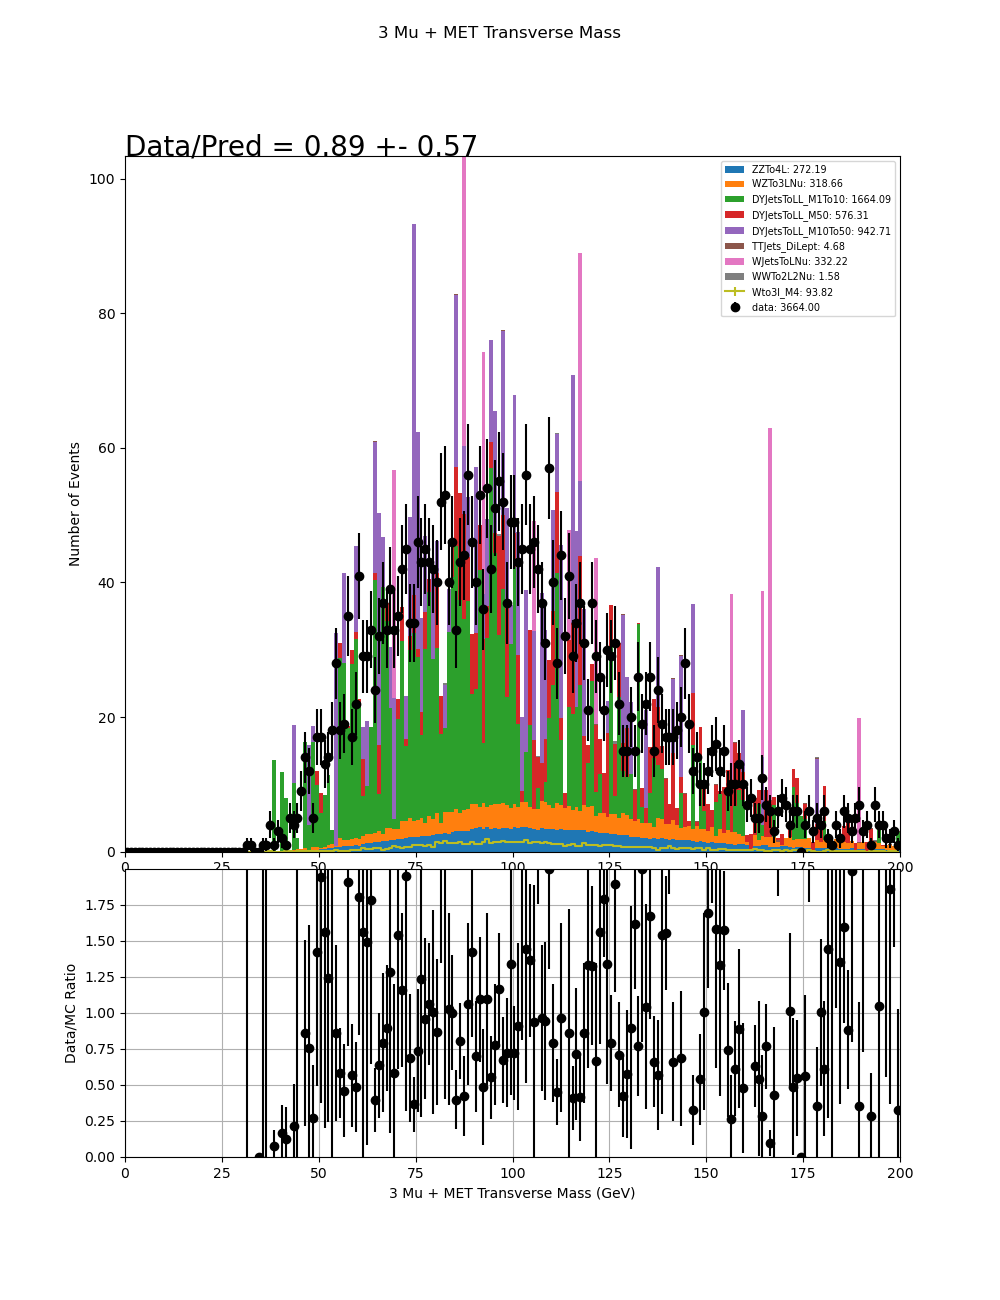 3 Mu + MET Transverse Mass
Data/Pred = 0.89 +- 0.57
ZZTo4L: 272.19
WZTo3LNu: 318.66
DYJetsToLL_M1To10: 1664.09
DYJetsToLL_M50: 576.31
DYJetsToLL_M10To50: 942.71
TTJets_DiLept: 4.68
WJetsToLNu: 332.22
WWTo2L2Nu: 1.58
Wto3l_M4: 93.82
data: 3664.00
100
80
60
40
20
0
Number of Events
0 25 50 75 100 125 150 175 200
1.75
1.50
1.25
1.00
0.75
0.50
0.25
0.00
Data/MC Ratio
0 25 50 75 100 125 150 175 200
3 Mu + MET Transverse Mass (GeV)